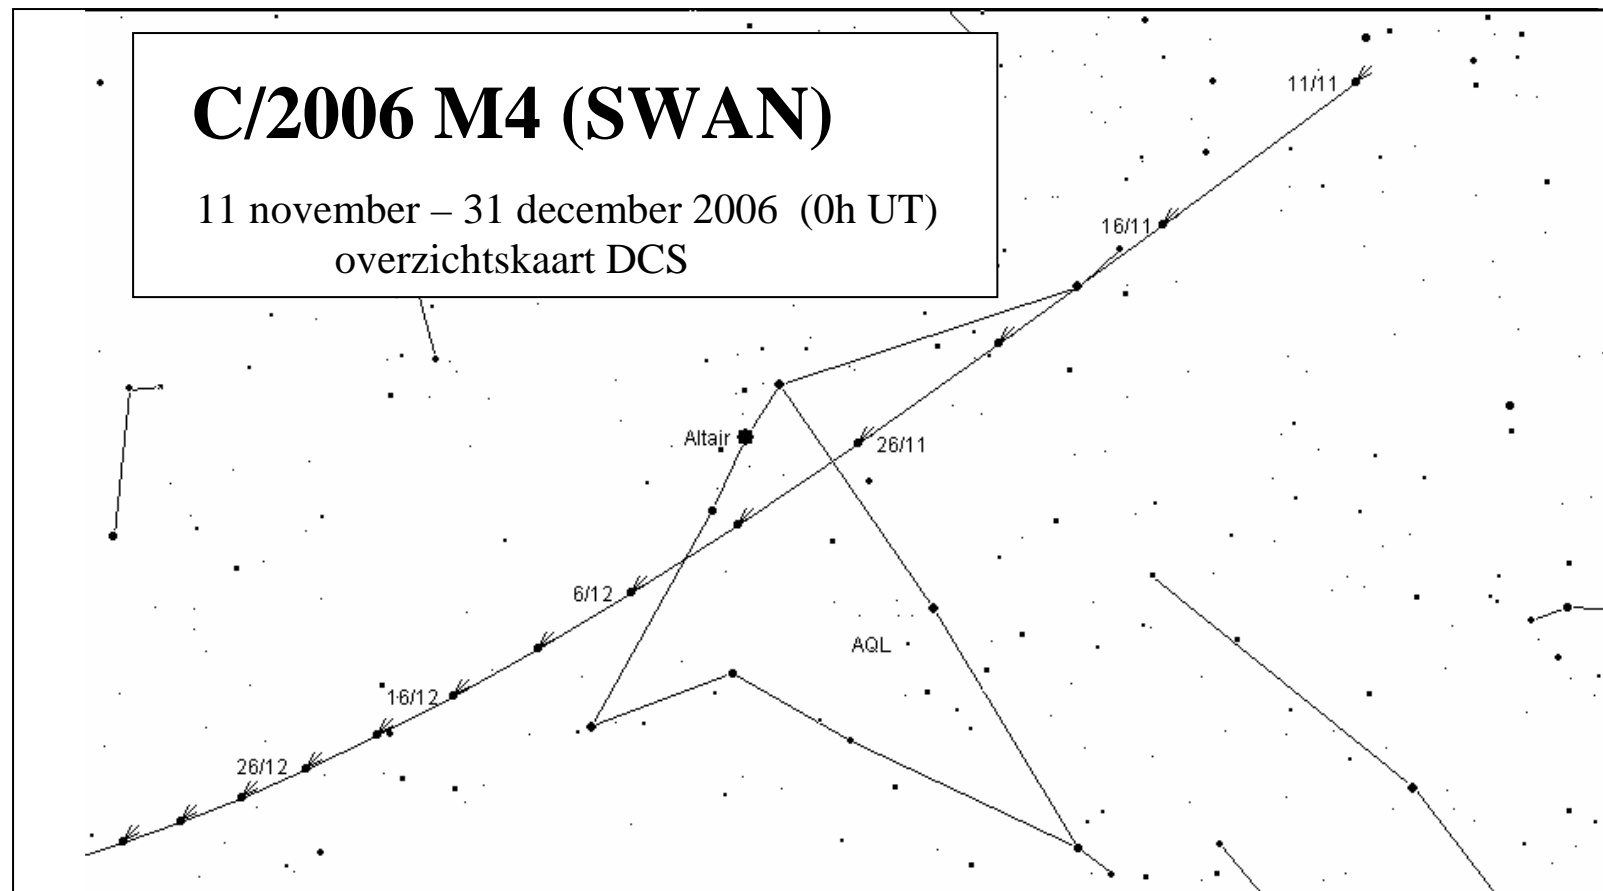 C/2006 M4 (SWAN)
11 november – 31 december 2006 (0h UT)
overzichtskaart DCS
11/11
16/11
Altair
26/11
6/12
AQL
16/12
26/12